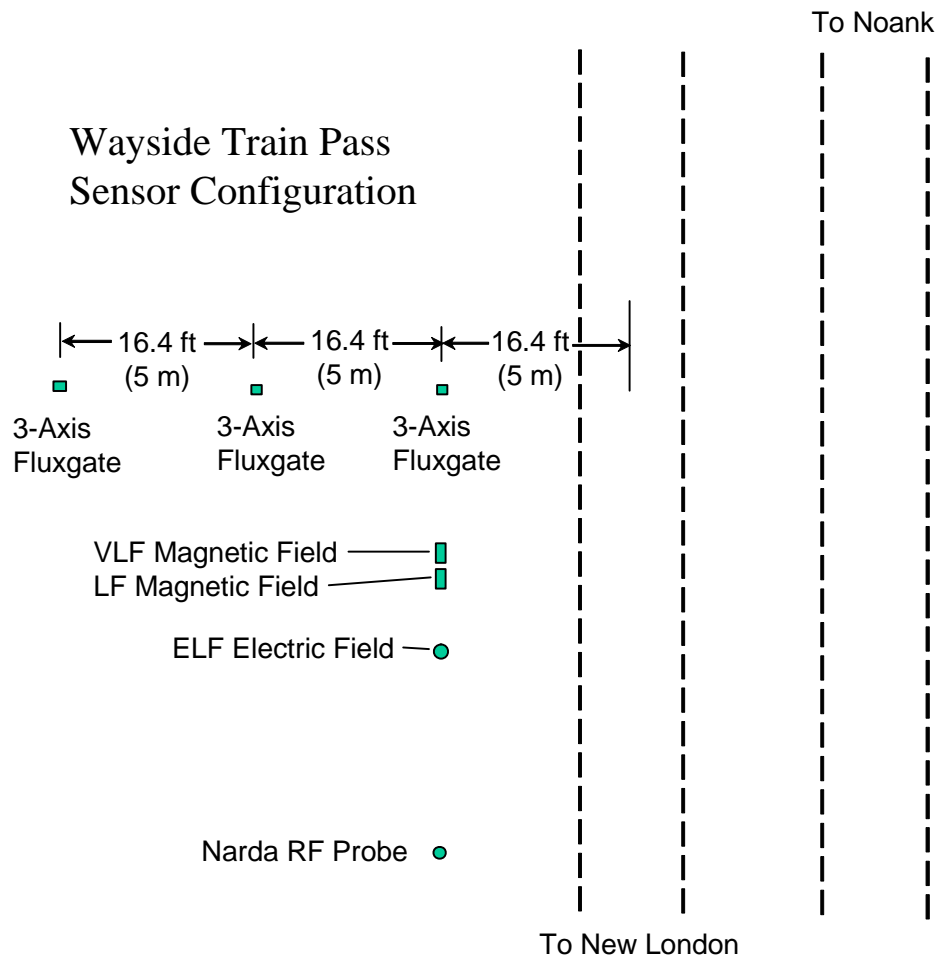 To Noank
Wayside Train Pass
Sensor Configuration
16.4 ft
(5 m)
16.4 ft
(5 m)
16.4 ft
(5 m)
3-Axis
Fluxgate
3-Axis
Fluxgate
3-Axis
Fluxgate
VLF Magnetic Field
LF Magnetic Field
ELF Electric Field
Narda RF Probe
To New London